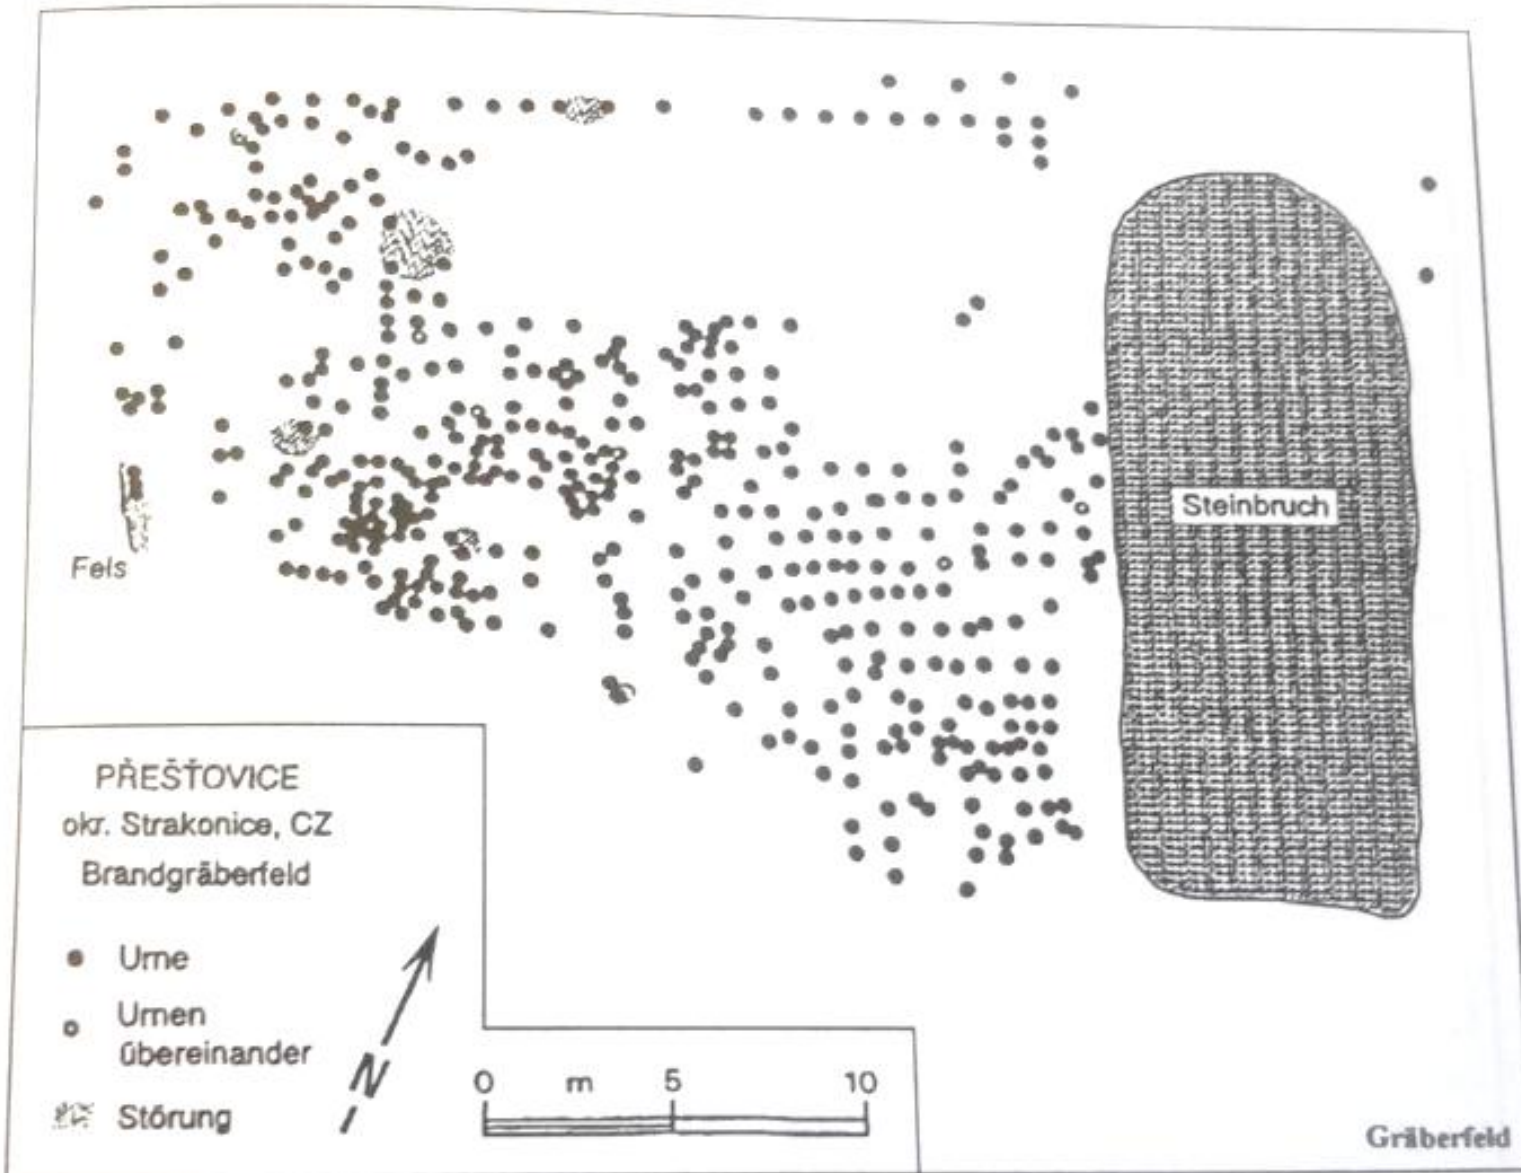 Steinbruch
Fels
PŘEŠŤOVICE
okr. Strakonice, CZ
Brandgräberfeld
Urne
Urnen
übereinander
Störung
N
0 m 5 10
Gräberfeld